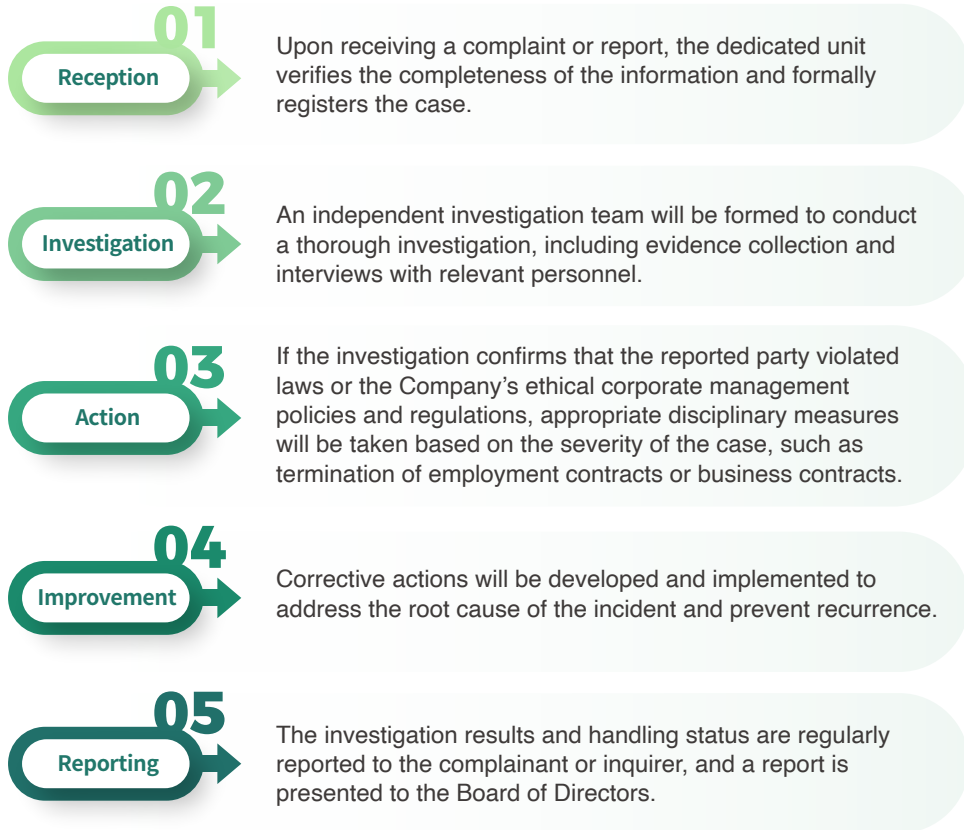 01
Reception
Upon receiving a complaint or report, the dedicated unit
verifies the completeness of the information and formally
registers the case.
02
Investigation
An independent investigation team will be formed to conduct
a thorough investigation, including evidence collection and
interviews with relevant personnel.
03
Action
If the investigation confirms that the reported party violated
laws or the Company’s ethical corporate management
policies and regulations, appropriate disciplinary measures
will be taken based on the severity of the case, such as
termination of employment contracts or business contracts.
04
Improvement
Corrective actions will be developed and implemented to
address the root cause of the incident and prevent recurrence.
05
Reporting
The investigation results and handling status are regularly
reported to the complainant or inquirer, and a report is
presented to the Board of Directors.